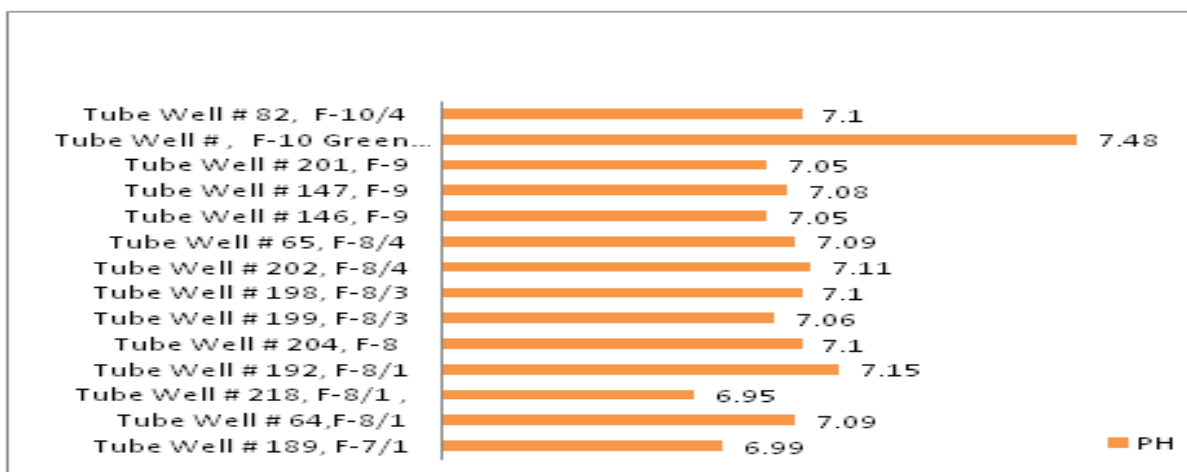 Tube Well # 82, F-10/4 7.1
Tube Well # , F-10 Green... 7.48
Tube Well # 201, F-9 7.05
Tube Well # 147, F-9 7.08
Tube Well # 146, F-9 7.05
Tube Well # 65, F-8/4 7.09
Tube Well # 202, F-8/4 7.11
Tube Well # 198, F-8/3 7.1
Tube Well # 199, F-8/3 7.06
Tube Well # 204, F-8 7.1
Tube Well # 192, F-8/1 7.15
Tube Well # 218, F-8/1 , 6.95
Tube Well # 64,F-8/1 7.09
Tube Well # 189, F-7/1 6.99
PH